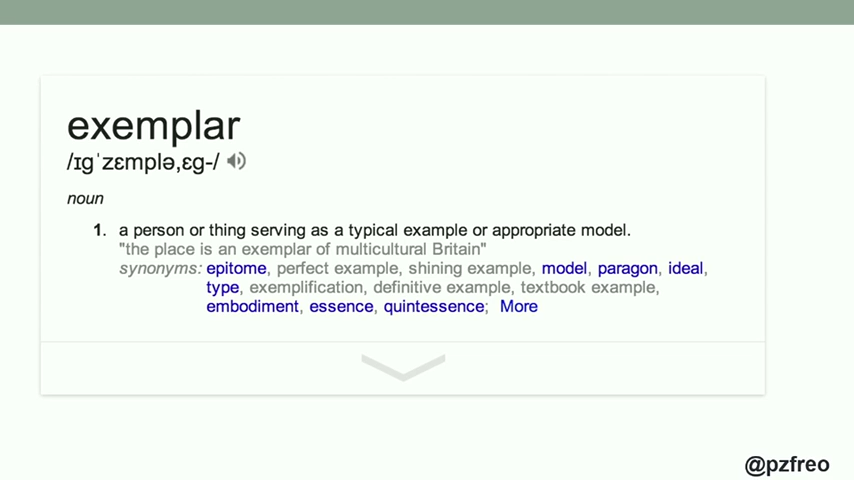 exemplar
/ɪgˈzɛmplə,ɛg-/
noun
1. a person or thing serving as a typical example or appropriate model.
"the place is an exemplar of multicultural Britain"
synonyms: epitome, perfect example, shining example, model, paragon, ideal,
type, exemplification, definitive example, textbook example,
embodiment, essence, quintessence; More
@pzfreo